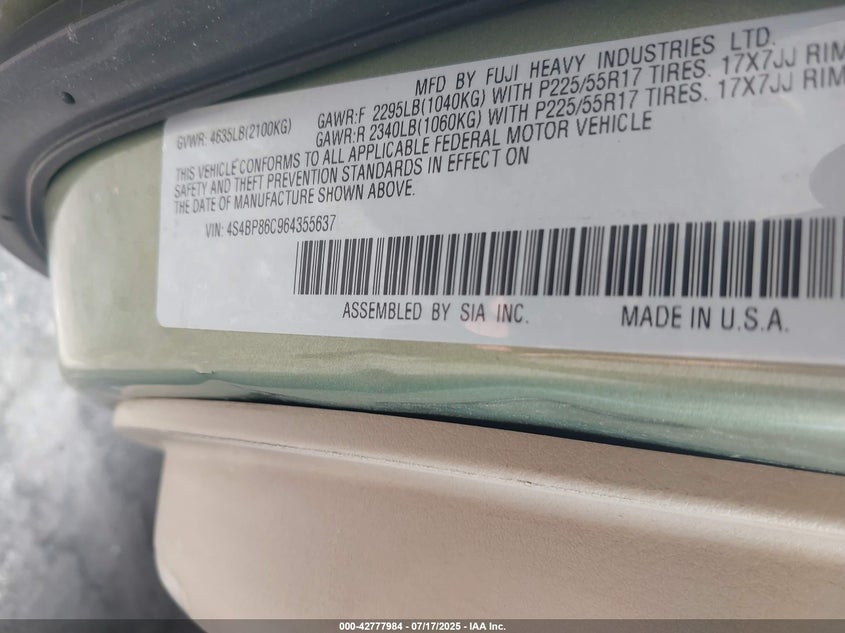 MFD BY FUJI HEAVY INDUSTRIES LTD.
GVWR: 4635LB(2100KG)
GAWR:F 2295LB(1040KG) WITH P225/55R17 TIRES. 17X7JJ RIM
GAWR:R 2340LB(1060KG) WITH P225/55R17 TIRES. 17X7JJ RIM
THIS VEHICLE CONFORMS TO ALL APPLICABLE FEDERAL MOTOR VEHICLE
SAFETY AND THEFT PREVENTION STANDARDS IN EFFECT ON
THE DATE OF MANUFACTURE SHOWN ABOVE.
VIN: 4S4BP86C964355637
ASSEMBLED BY SIA INC.
MADE IN U.S.A.
000-42777984 - 07/17/2025 - IAA Inc.